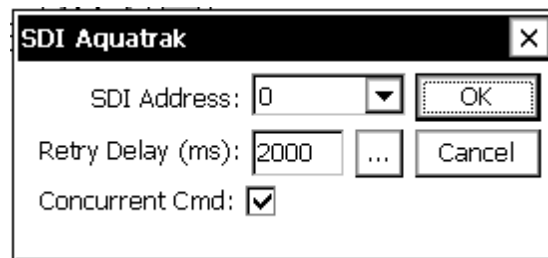 SDI Aquatrak
SDI Address: 0 OK
Retry Delay (ms): 2000 ... Cancel
Concurrent Cmd: